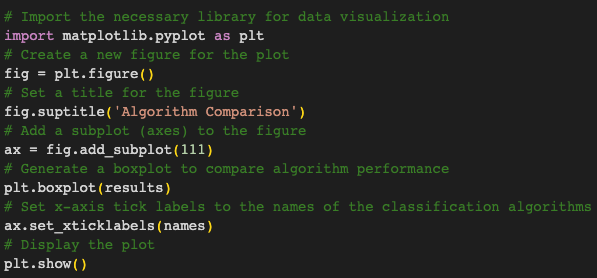 # Import the necessary library for data visualization
import matplotlib.pyplot as plt
# Create a new figure for the plot
fig = plt.figure()
# Set a title for the figure
fig.suptitle('Algorithm Comparison')
# Add a subplot (axes) to the figure
ax = fig.add_subplot(111)
# Generate a boxplot to compare algorithm performance
plt.boxplot(results)
# Set x-axis tick labels to the names of the classification algorithms
ax.set_xticklabels(names)
# Display the plot
plt.show()